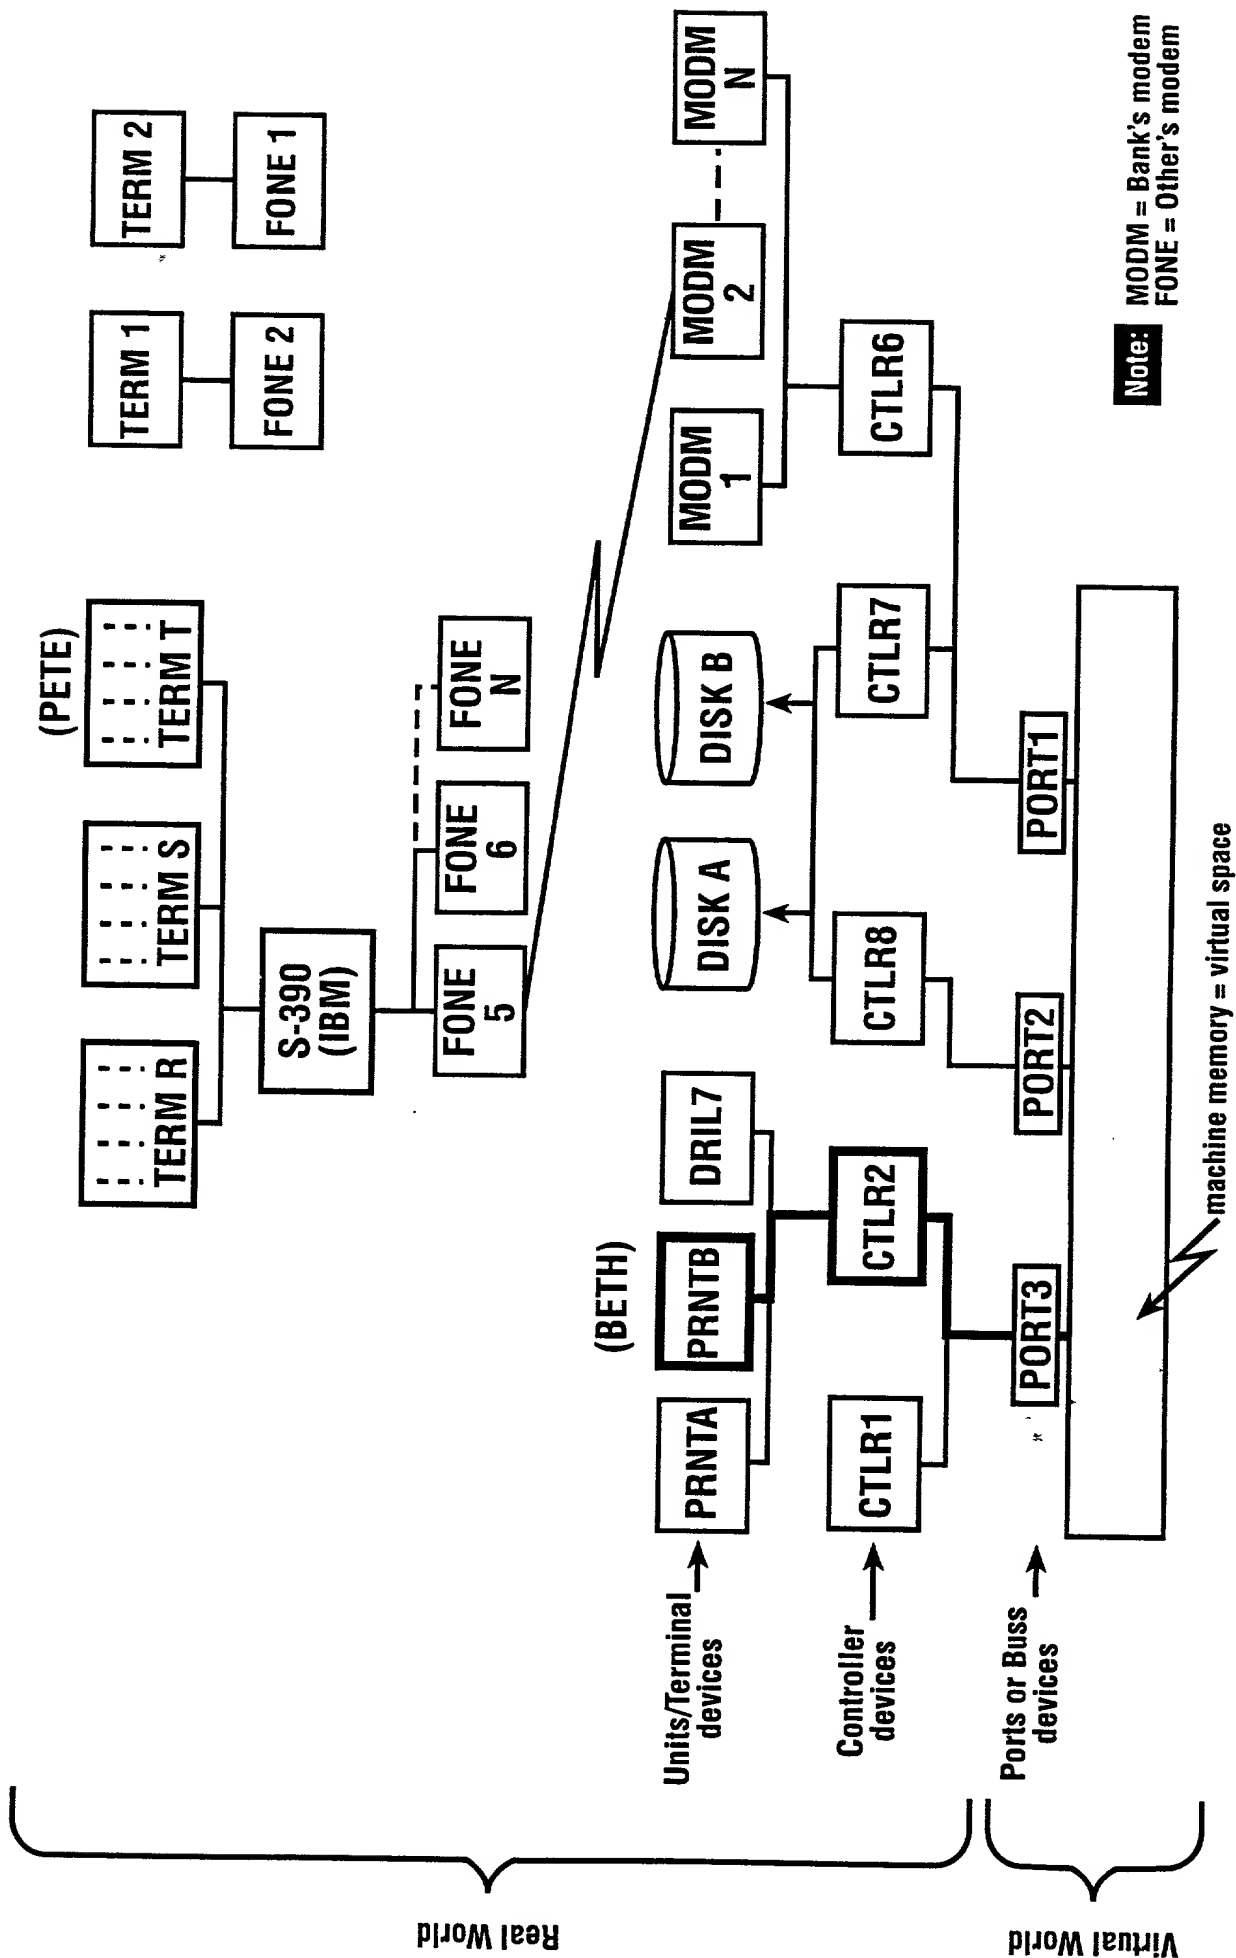 (PETE)
TERM R
TERM S
TERM T
TERM 1
TERM 2
S-390
(IBM)
FONE 2
FONE 1
FONE
5
FONE
6
FONE
N
(BETH)
Units/Terminal
devices
PRNTA
PRNTB
DRIL7
DISK A
DISK B
MODM
1
MODM
2
MODM
N
Controller
devices
CTLR1
CTLR2
CTLR8
CTLR7
CTLR6
Ports or Buss
devices
PORT3
PORT2
PORT1
machine memory = virtual space
Note:
MODM = Bank's modem
FONE = Other's modem
Real World
Virtual World